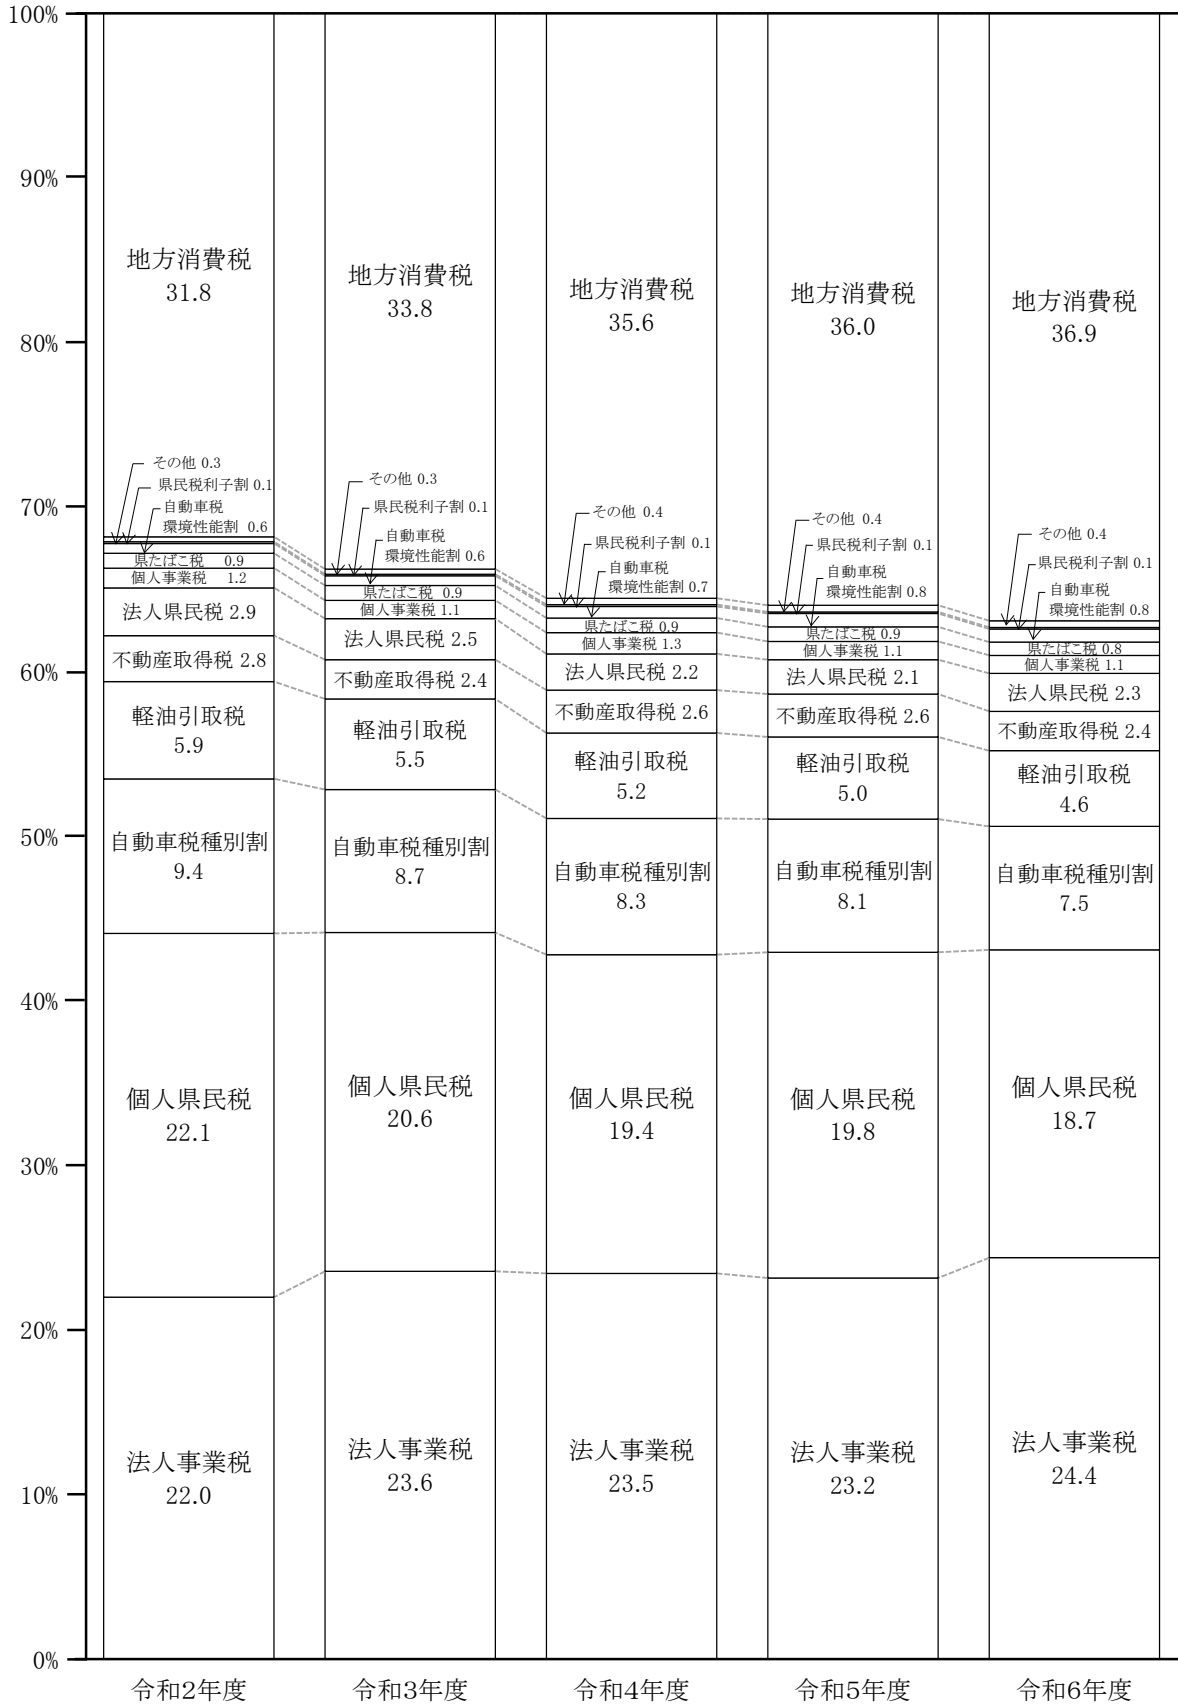 100%
90%
80%
70%
60%
50%
40%
30%
20%
10%
0%
地方消費税
31.8
その他 0.3
県民税利子割 0.1
自動車税
環境性能割 0.6
県たばこ税 0.9
個人事業税 1.2
法人県民税 2.9
不動産取得税 2.8
軽油引取税
5.9
自動車税種別割
9.4
個人県民税
22.1
法人事業税
22.0
令和2年度
地方消費税
33.8
その他 0.3
県民税利子割 0.1
自動車税
環境性能割 0.6
県たばこ税 0.9
個人事業税 1.1
法人県民税 2.5
不動産取得税 2.4
軽油引取税
5.5
自動車税種別割
8.7
個人県民税
20.6
法人事業税
23.6
令和3年度
地方消費税
35.6
その他 0.4
県民税利子割 0.1
自動車税
環境性能割 0.7
県たばこ税 0.9
個人事業税 1.3
法人県民税 2.2
不動産取得税 2.6
軽油引取税
5.2
自動車税種別割
8.3
個人県民税
19.4
法人事業税
23.5
令和4年度
地方消費税
36.0
その他 0.4
県民税利子割 0.1
自動車税
環境性能割 0.8
県たばこ税 0.9
個人事業税 1.1
法人県民税 2.1
不動産取得税 2.6
軽油引取税
5.0
自動車税種別割
8.1
個人県民税
19.8
法人事業税
23.2
令和5年度
地方消費税
36.9
その他 0.4
県民税利子割 0.1
自動車税
環境性能割 0.8
県たばこ税 0.8
個人事業税 1.1
法人県民税 2.3
不動産取得税 2.4
軽油引取税
4.6
自動車税種別割
7.5
個人県民税
18.7
法人事業税
24.4
令和6年度